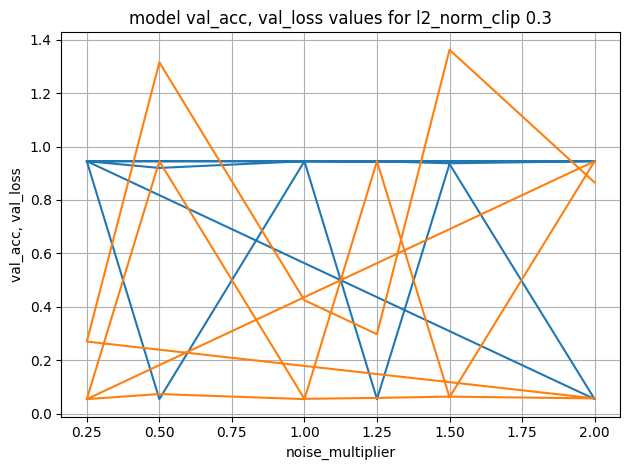 model val_acc, val_loss values for l2_norm_clip 0.3
val_acc, val_loss
1.4
1.2
1.0
0.8
0.6
0.4
0.2
0.0
0.25 0.50 0.75 1.00 1.25 1.50 1.75 2.00
noise_multiplier